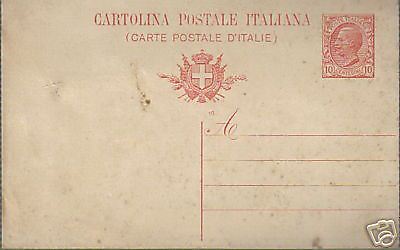 CARTOLINA POSTALE ITALIANA
(CARTE POSTALE D'ITALIE)
10 10
A